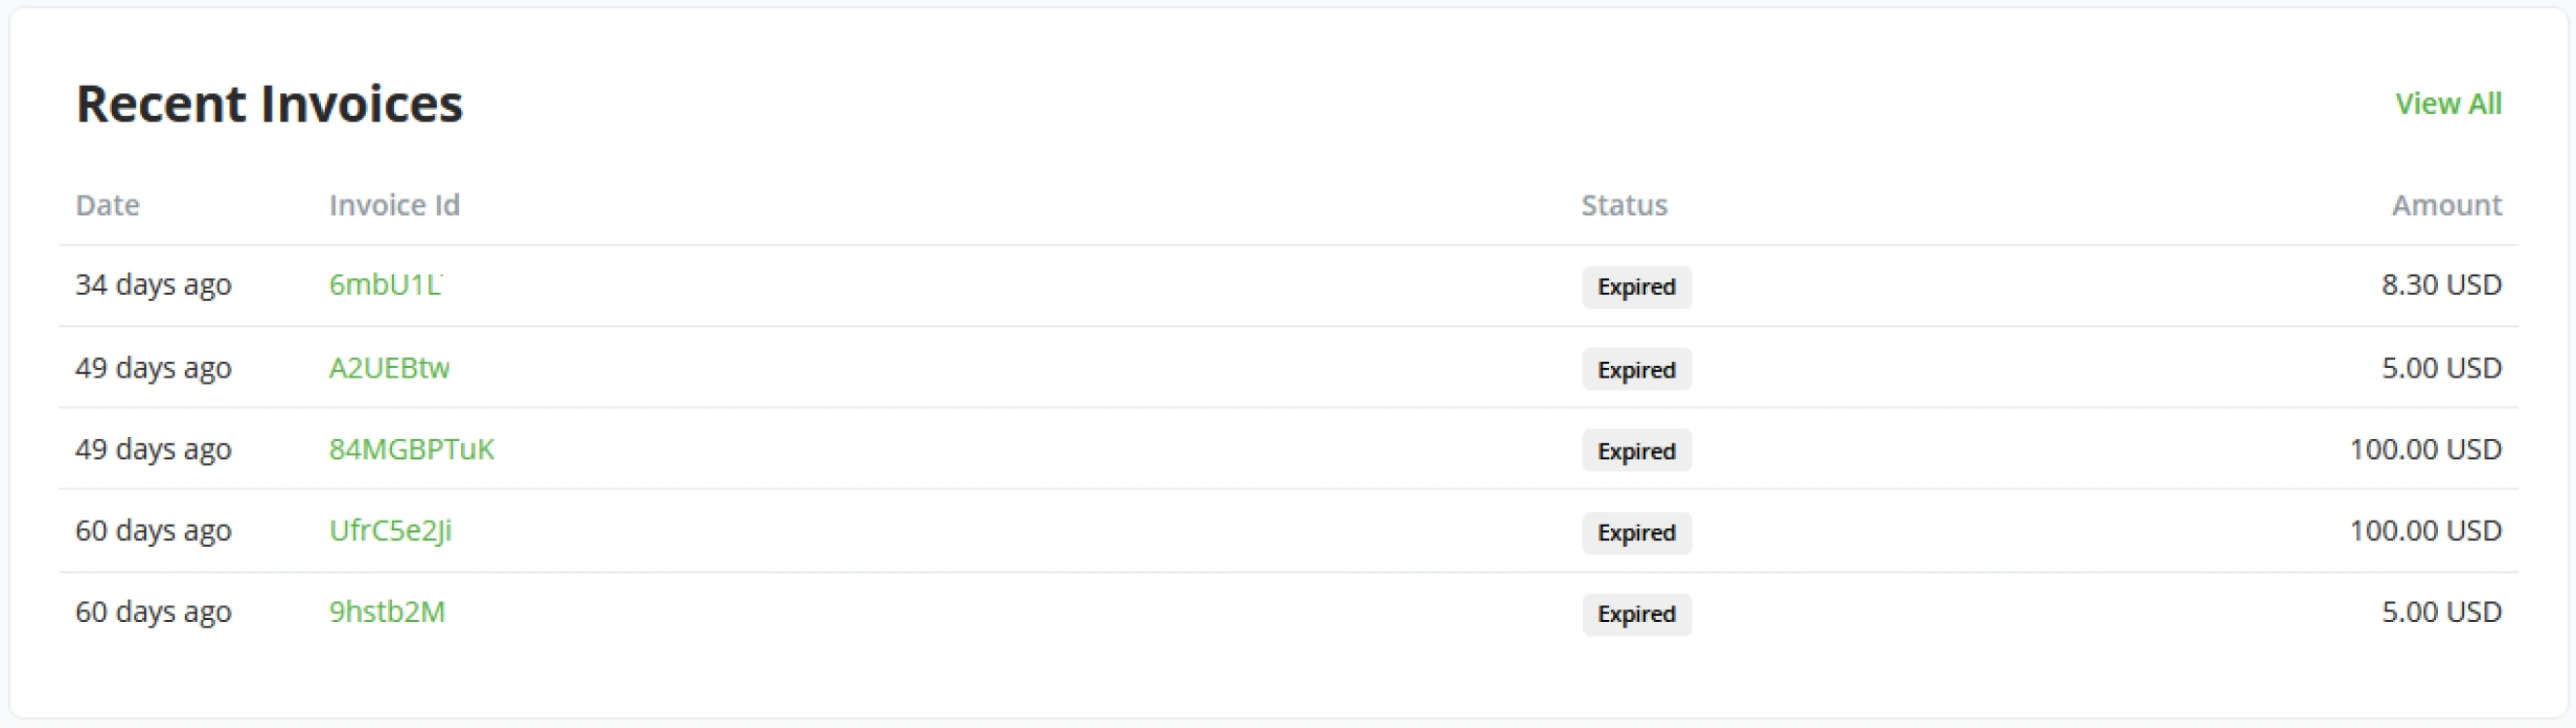 Recent Invoices View All
Date Invoice Id Status Amount
34 days ago 6mbU1L Expired 8.30 USD
49 days ago A2UEBtw Expired 5.00 USD
49 days ago 84MGBPTuK Expired 100.00 USD
60 days ago UfrC5e2Ji Expired 100.00 USD
60 days ago 9hstb2M Expired 5.00 USD